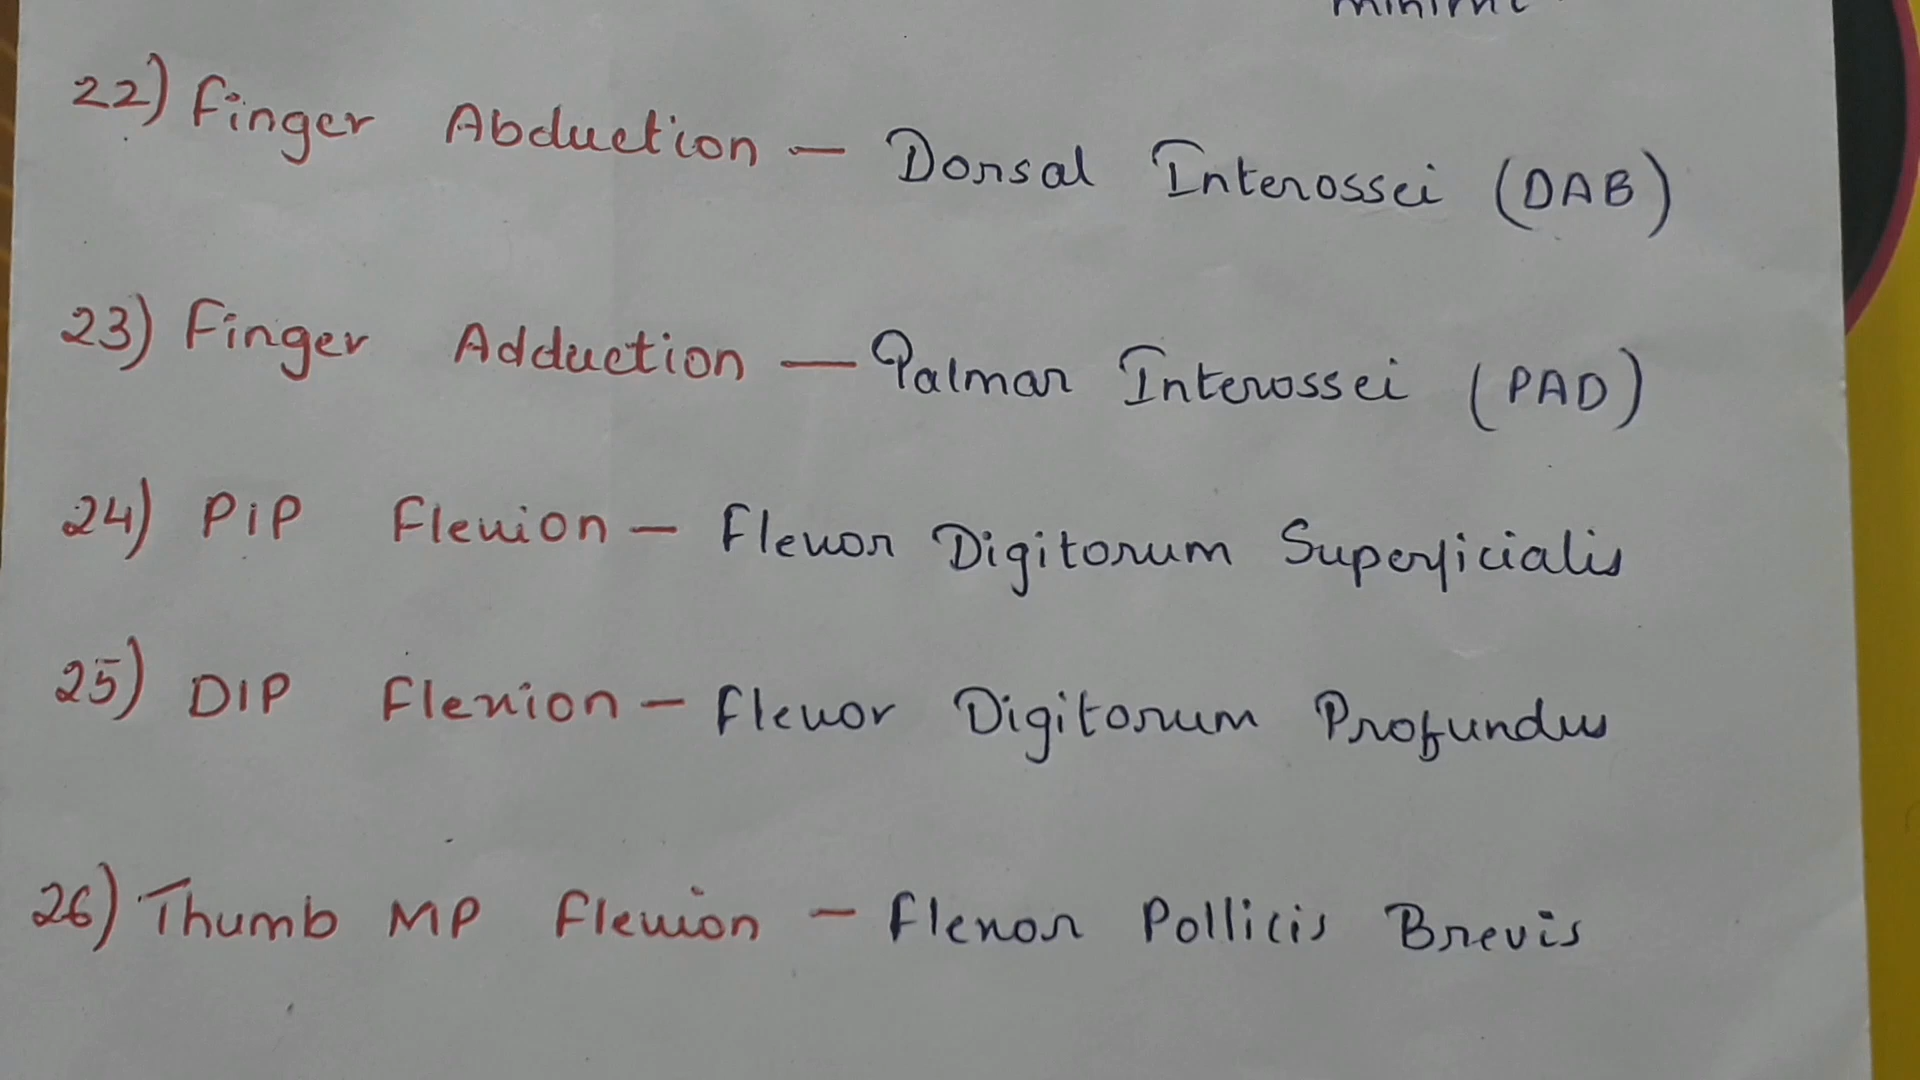 minimi
22) Finger Abduction — Dorsal Interossei (DAB)
23) Finger Adduction — Palmar Interossei (PAD)
24) PIP Flexion — Flexor Digitorum Superficialis
25) DIP Flexion — Flexor Digitorum Profundus
26) Thumb MP Flexion — Flexor Pollicis Brevis